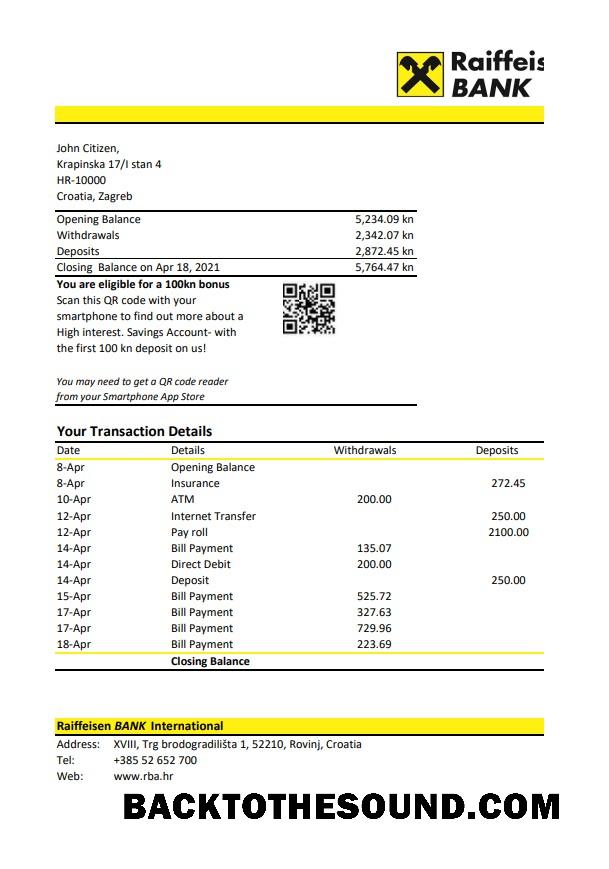 Raiffeis
BANK
John Citizen,
Krapinska 17/I stan 4
HR-10000
Croatia, Zagreb
Opening Balance 5,234.09 kn
Withdrawals 2,342.07 kn
Deposits 2,872.45 kn
Closing Balance on Apr 18, 2021 5,764.47 kn
You are eligible for a 100kn bonus
Scan this QR code with your
smartphone to find out more about a
High interest. Savings Account- with
the first 100 kn deposit on us!
You may need to get a QR code reader
from your Smartphone App Store
Your Transaction Details
Date Details Withdrawals Deposits
8-Apr Opening Balance
8-Apr Insurance 272.45
10-Apr ATM 200.00
12-Apr Internet Transfer 250.00
12-Apr Pay roll 2100.00
14-Apr Bill Payment 135.07
14-Apr Direct Debit 200.00
14-Apr Deposit 250.00
15-Apr Bill Payment 525.72
17-Apr Bill Payment 327.63
17-Apr Bill Payment 729.96
18-Apr Bill Payment 223.69
Closing Balance
Raiffeisen BANK International
Address: XVIII, Trg brodogradilišta 1, 52210, Rovinj, Croatia
Tel: +385 52 652 700
Web: www.rba.hr
BACKTOTHESOUND.COM